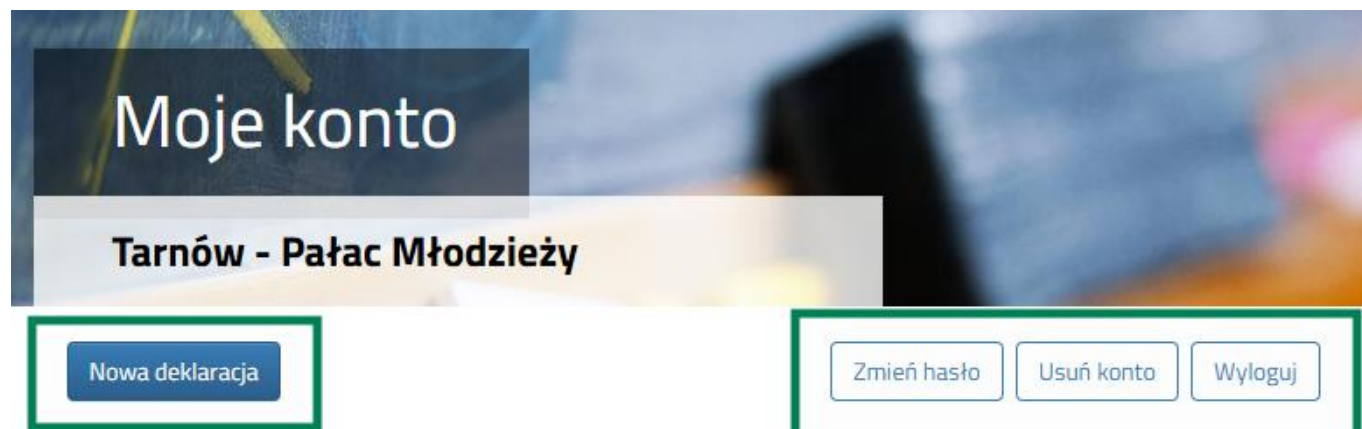 Moje konto
Tarnów - Pałac Młodzieży
Nowa deklaracja Zmień hasło Usuń konto Wyloguj